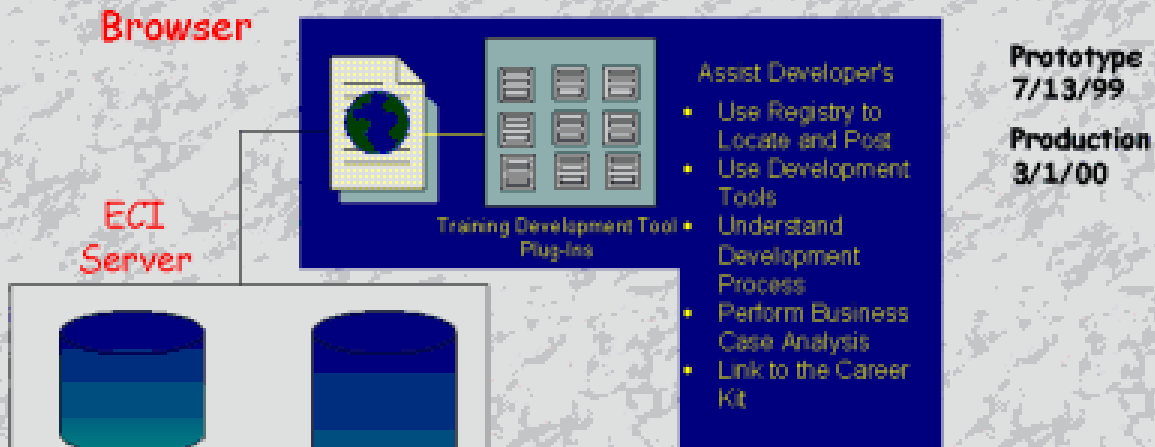 Browser
Prototype
7/13/99
Production
3/1/00
ECI
Server
Training Development Tool
Plug-Ins
Assist Developer's
• Use Registry to
Locate and Post
• Use Development
Tools
• Understand
Development
Process
• Perform Business
Case Analysis
• Link to the Career
Kit